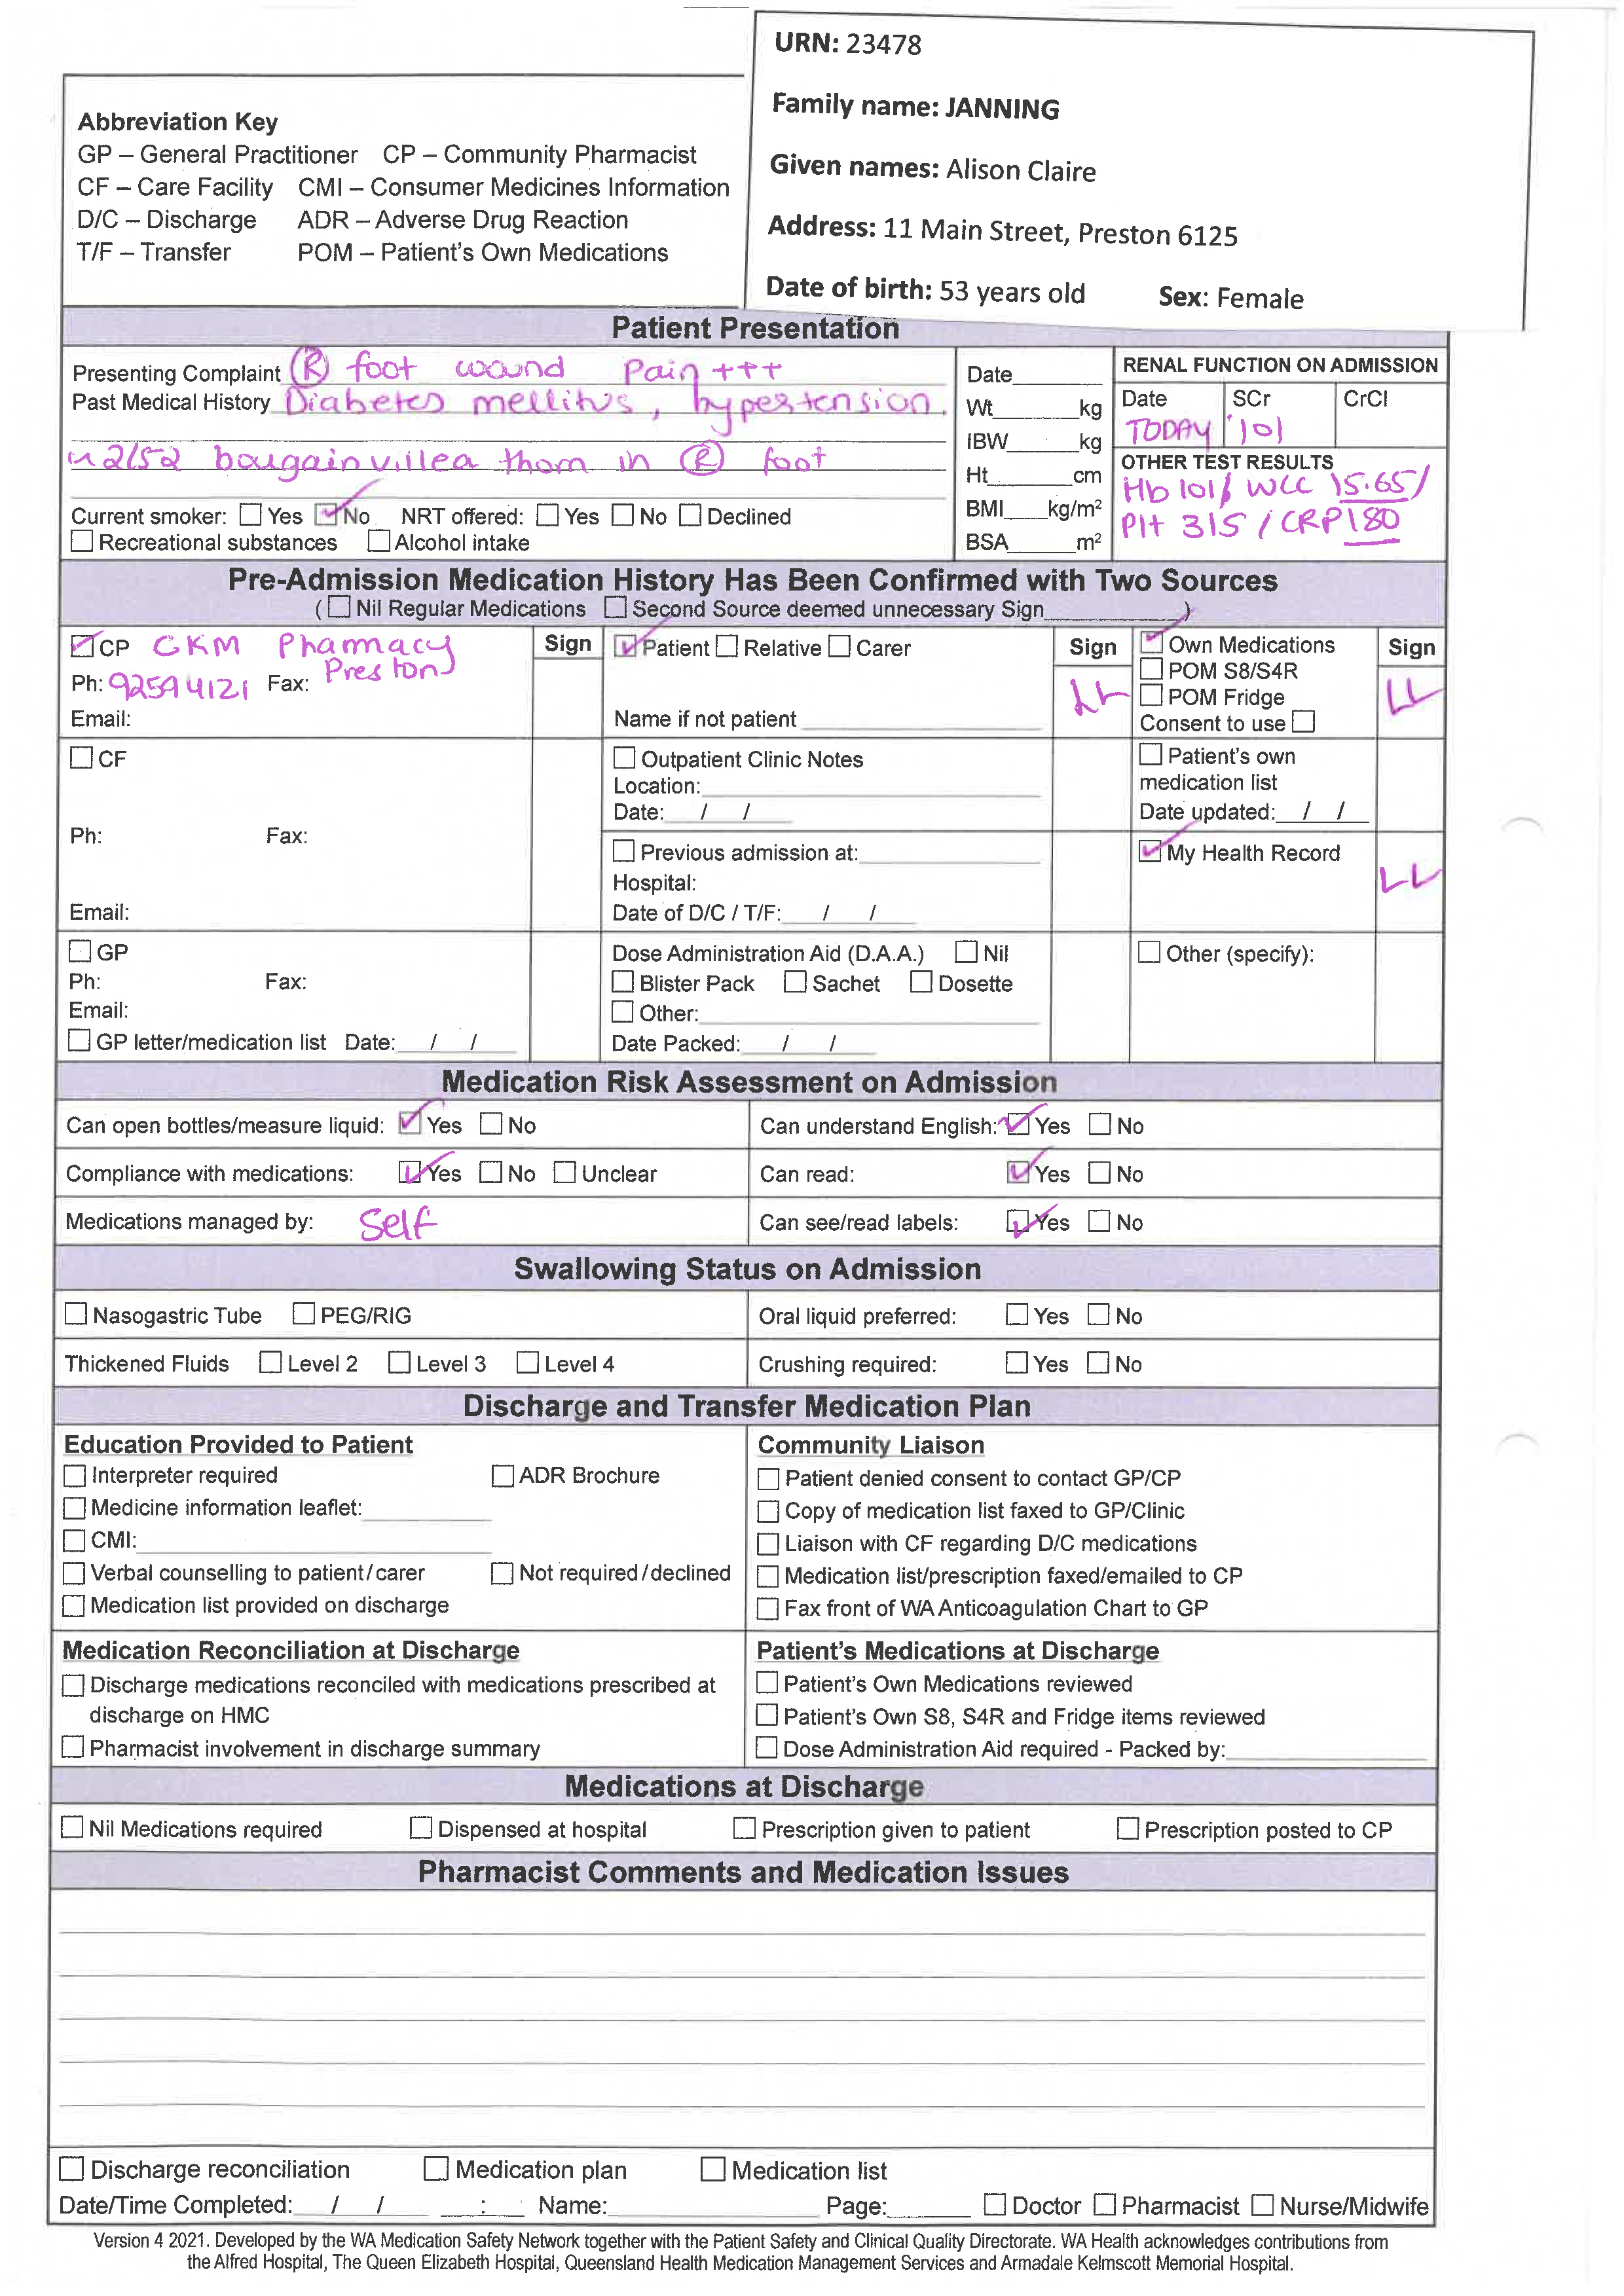 URN: 23478
Family name: JANNING
Given names: Alison Claire
Address: 11 Main Street, Preston 6125
Date of birth: 53 years old Sex: Female
Abbreviation Key
GP – General Practitioner CP – Community Pharmacist
CF – Care Facility CMI – Consumer Medicines Information
D/C – Discharge ADR – Adverse Drug Reaction
T/F – Transfer POM – Patient's Own Medications
Patient Presentation
Presenting Complaint Ⓡ foot wound Pain +++
Past Medical History Diabetes mellitus, hypertension.
2/52 bougainvillea thorn in Ⓡ foot
Current smoker: ☐ Yes ☑ No NRT offered: ☐ Yes ☐ No ☐ Declined
☐ Recreational substances ☐ Alcohol intake
Date
Wt kg
IBW kg
Ht cm
BMI kg/m²
BSA m²
RENAL FUNCTION ON ADMISSION
Date SCr CrCl
TODAY 101
OTHER TEST RESULTS
Hb 101/ WCC 15.65/
Plt 315 / CRP 180
Pre-Admission Medication History Has Been Confirmed with Two Sources
(☐ Nil Regular Medications ☐ Second Source deemed unnecessary Sign )
☑ CP GKM Pharmacy
Preston
Ph: 92594121 Fax:
Email:
Sign
☑ Patient ☐ Relative ☐ Carer
Name if not patient
Sign
LL
☑ Own Medications
☐ POM S8/S4R
☐ POM Fridge
Consent to use ☐
Sign
LL
☐ CF
Ph: Fax:
Email:
☐ Outpatient Clinic Notes
Location:
Date: / /
☐ Patient's own
medication list
Date updated: / /
☐ Previous admission at:
Hospital:
Date of D/C / T/F: / /
☑ My Health Record
LL
☐ GP
Ph: Fax:
Email:
☐ GP letter/medication list Date: / /
Dose Administration Aid (D.A.A.) ☐ Nil
☐ Blister Pack ☐ Sachet ☐ Dosette
☐ Other:
Date Packed: / /
☐ Other (specify):
Medication Risk Assessment on Admission
Can open bottles/measure liquid: ☑ Yes ☐ No
Can understand English: ☑ Yes ☐ No
Compliance with medications: ☑ Yes ☐ No ☐ Unclear
Can read: ☑ Yes ☐ No
Medications managed by: Self
Can see/read labels: ☑ Yes ☐ No
Swallowing Status on Admission
☐ Nasogastric Tube ☐ PEG/RIG
Oral liquid preferred: ☐ Yes ☐ No
Thickened Fluids ☐ Level 2 ☐ Level 3 ☐ Level 4
Crushing required: ☐ Yes ☐ No
Discharge and Transfer Medication Plan
Education Provided to Patient
☐ Interpreter required ☐ ADR Brochure
☐ Medicine information leaflet:
☐ CMI:
☐ Verbal counselling to patient/carer ☐ Not required/declined
☐ Medication list provided on discharge
Community Liaison
☐ Patient denied consent to contact GP/CP
☐ Copy of medication list faxed to GP/Clinic
☐ Liaison with CF regarding D/C medications
☐ Medication list/prescription faxed/emailed to CP
☐ Fax front of WA Anticoagulation Chart to GP
Medication Reconciliation at Discharge
☐ Discharge medications reconciled with medications prescribed at
discharge on HMC
☐ Pharmacist involvement in discharge summary
Patient's Medications at Discharge
☐ Patient's Own Medications reviewed
☐ Patient's Own S8, S4R and Fridge items reviewed
☐ Dose Administration Aid required - Packed by:
Medications at Discharge
☐ Nil Medications required ☐ Dispensed at hospital ☐ Prescription given to patient ☐ Prescription posted to CP
Pharmacist Comments and Medication Issues
☐ Discharge reconciliation ☐ Medication plan ☐ Medication list
Date/Time Completed: / / : Name: Page: ☐ Doctor ☐ Pharmacist ☐ Nurse/Midwife
Version 4 2021. Developed by the WA Medication Safety Network together with the Patient Safety and Clinical Quality Directorate. WA Health acknowledges contributions from
the Alfred Hospital, The Queen Elizabeth Hospital, Queensland Health Medication Management Services and Armadale Kelmscott Memorial Hospital.